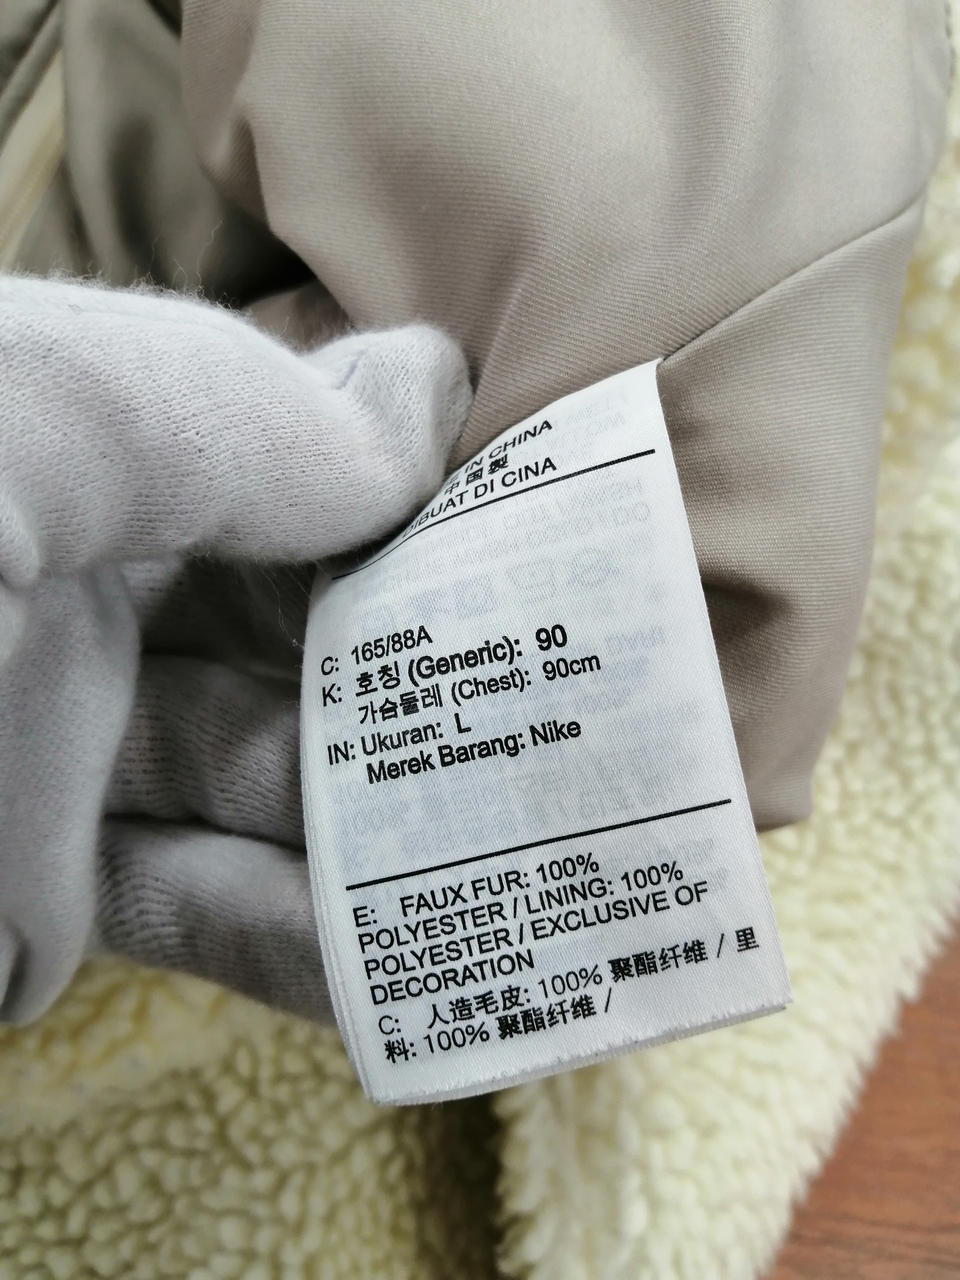 IN CHINA
中国製
DIBUAT DI CINA
C: 165/88A
K: 호칭 (Generic): 90
가슴둘레 (Chest): 90cm
IN: Ukuran: L
Merek Barang: Nike
E: FAUX FUR: 100%
POLYESTER / LINING: 100%
POLYESTER / EXCLUSIVE OF
DECORATION
C: 人造毛皮: 100% 聚酯纤维 / 里
料: 100% 聚酯纤维 /